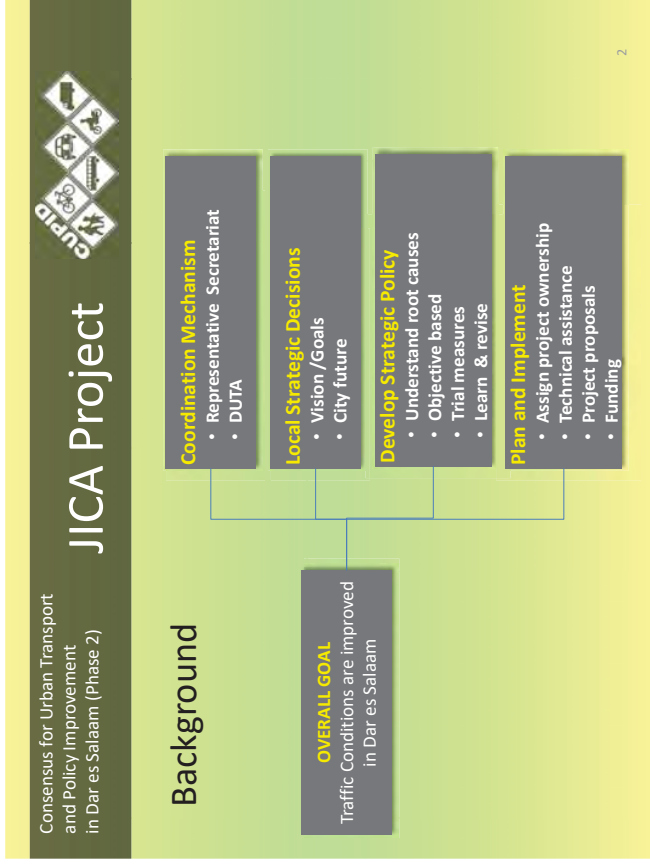 Consensus for Urban Transport
and Policy Improvement
in Dar es Salaam (Phase 2)
JICA Project
CUPID
Background
OVERALL GOAL
Traffic Conditions are improved
in Dar es Salaam
Coordination Mechanism
• Representative Secretariat
• DUTA
Local Strategic Decisions
• Vision /Goals
• City future
Develop Strategic Policy
• Understand root causes
• Objective based
• Trial measures
• Learn & revise
Plan and Implement
• Assign project ownership
• Technical assistance
• Project proposals
• Funding
2